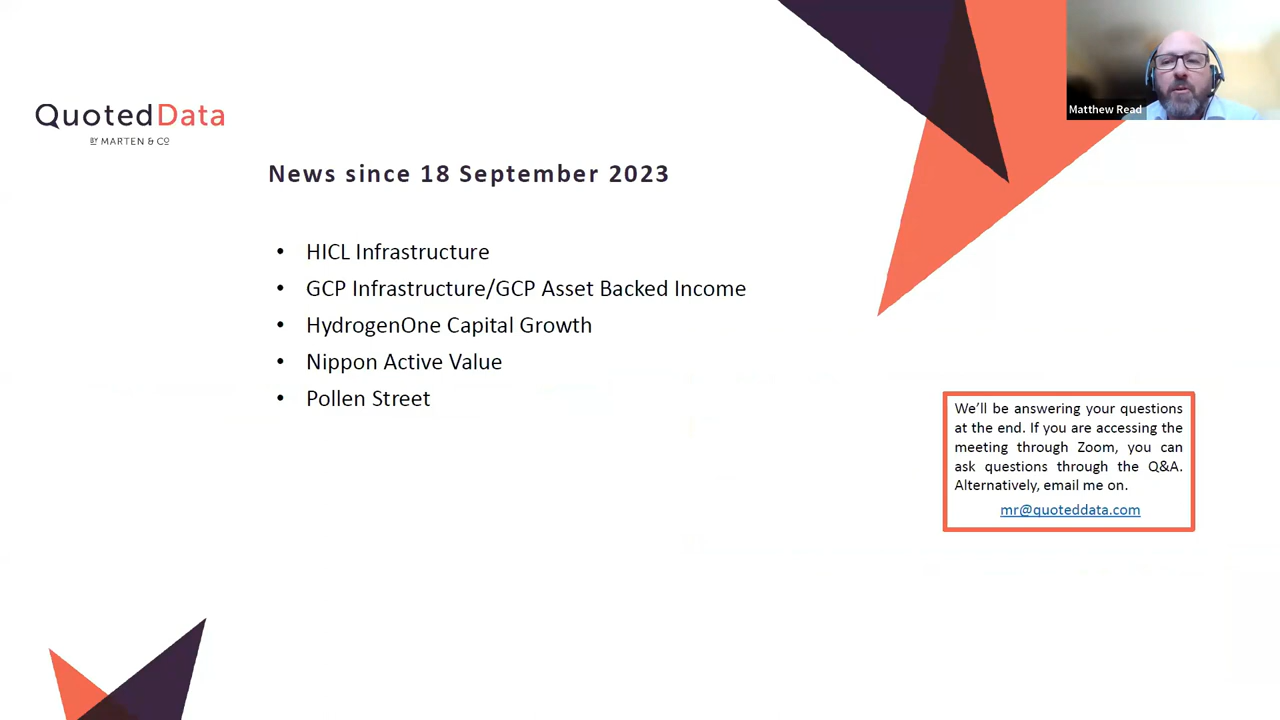 QuotedData
BY MARTEN & CO
Matthew Read
News since 18 September 2023
• HICL Infrastructure
• GCP Infrastructure/GCP Asset Backed Income
• HydrogenOne Capital Growth
• Nippon Active Value
• Pollen Street
We'll be answering your questions
at the end. If you are accessing the
meeting through Zoom, you can
ask questions through the Q&A.
Alternatively, email me on.
mr@quoteddata.com